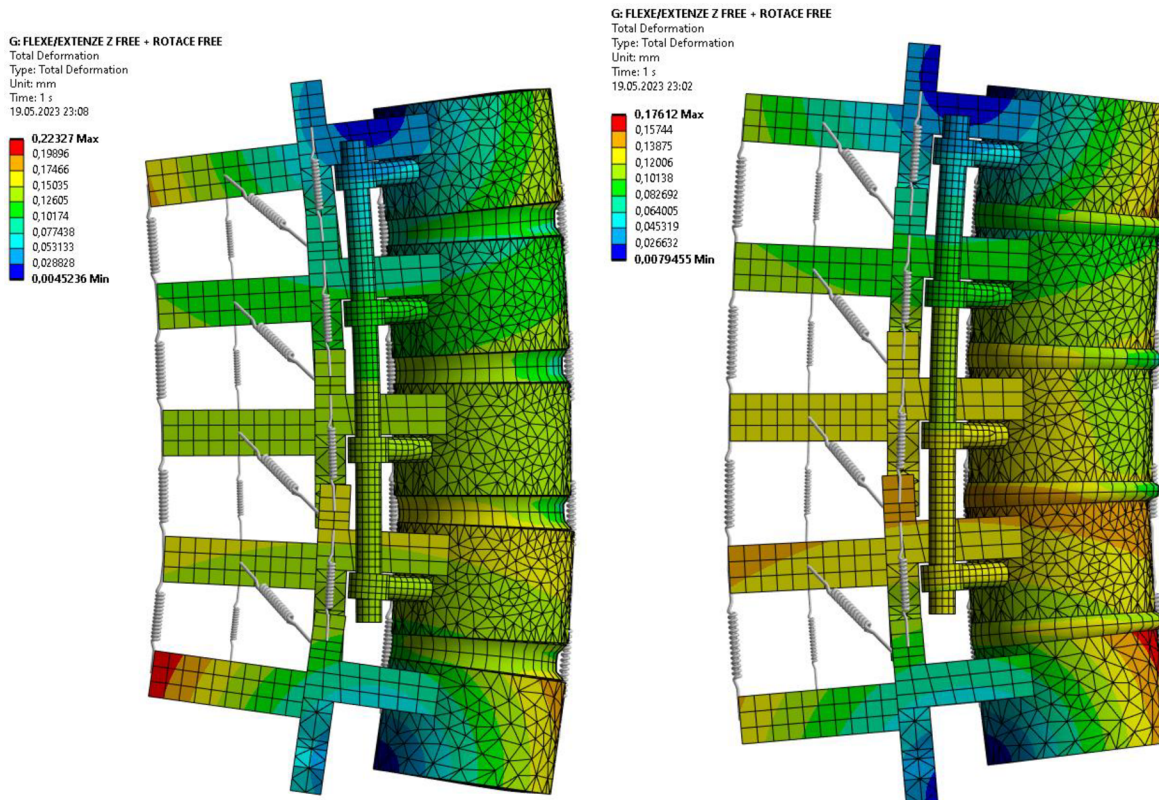 G: FLEXE/EXTENZE Z FREE + ROTACE FREE
Total Deformation
Type: Total Deformation
Unit: mm
Time: 1 s
19.05.2023 23:08
0,22327 Max
0,19896
0,17466
0,15035
0,12605
0,10174
0,077438
0,053133
0,028828
0,0045236 Min
G: FLEXE/EXTENZE Z FREE + ROTACE FREE
Total Deformation
Type: Total Deformation
Unit: mm
Time: 1 s
19.05.2023 23:02
0,17612 Max
0,15744
0,13875
0,12006
0,10138
0,082692
0,064005
0,045319
0,026632
0,0079455 Min